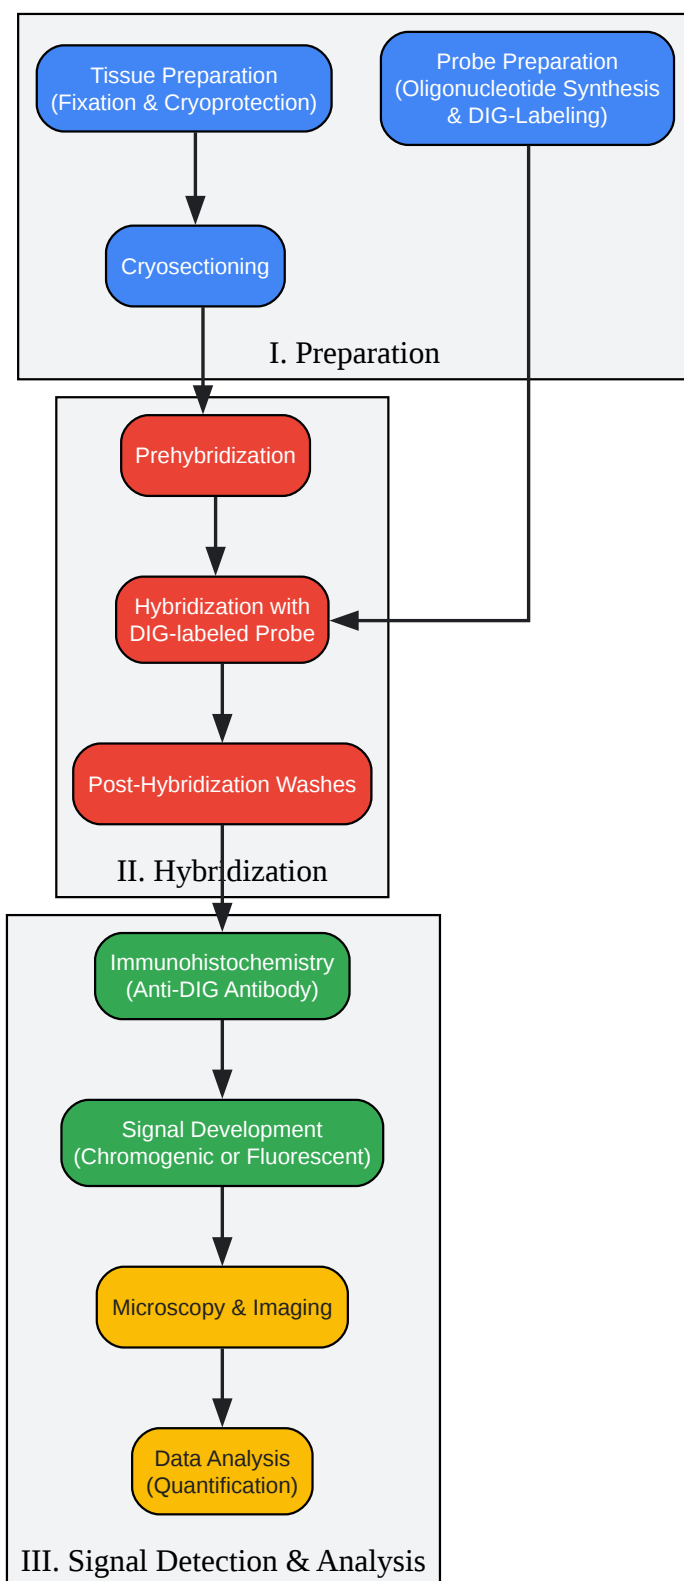 Tissue Preparation
(Fixation & Cryoprotection)
Probe Preparation
(Oligonucleotide Synthesis
& DIG-Labeling)
Cryosectioning
I. Preparation
Prehybridization
Hybridization with
DIG-labeled Probe
Post-Hybridization Washes
II. Hybridization
Immunohistochemistry
(Anti-DIG Antibody)
Signal Development
(Chromogenic or Fluorescent)
Microscopy & Imaging
Data Analysis
(Quantification)
III. Signal Detection & Analysis